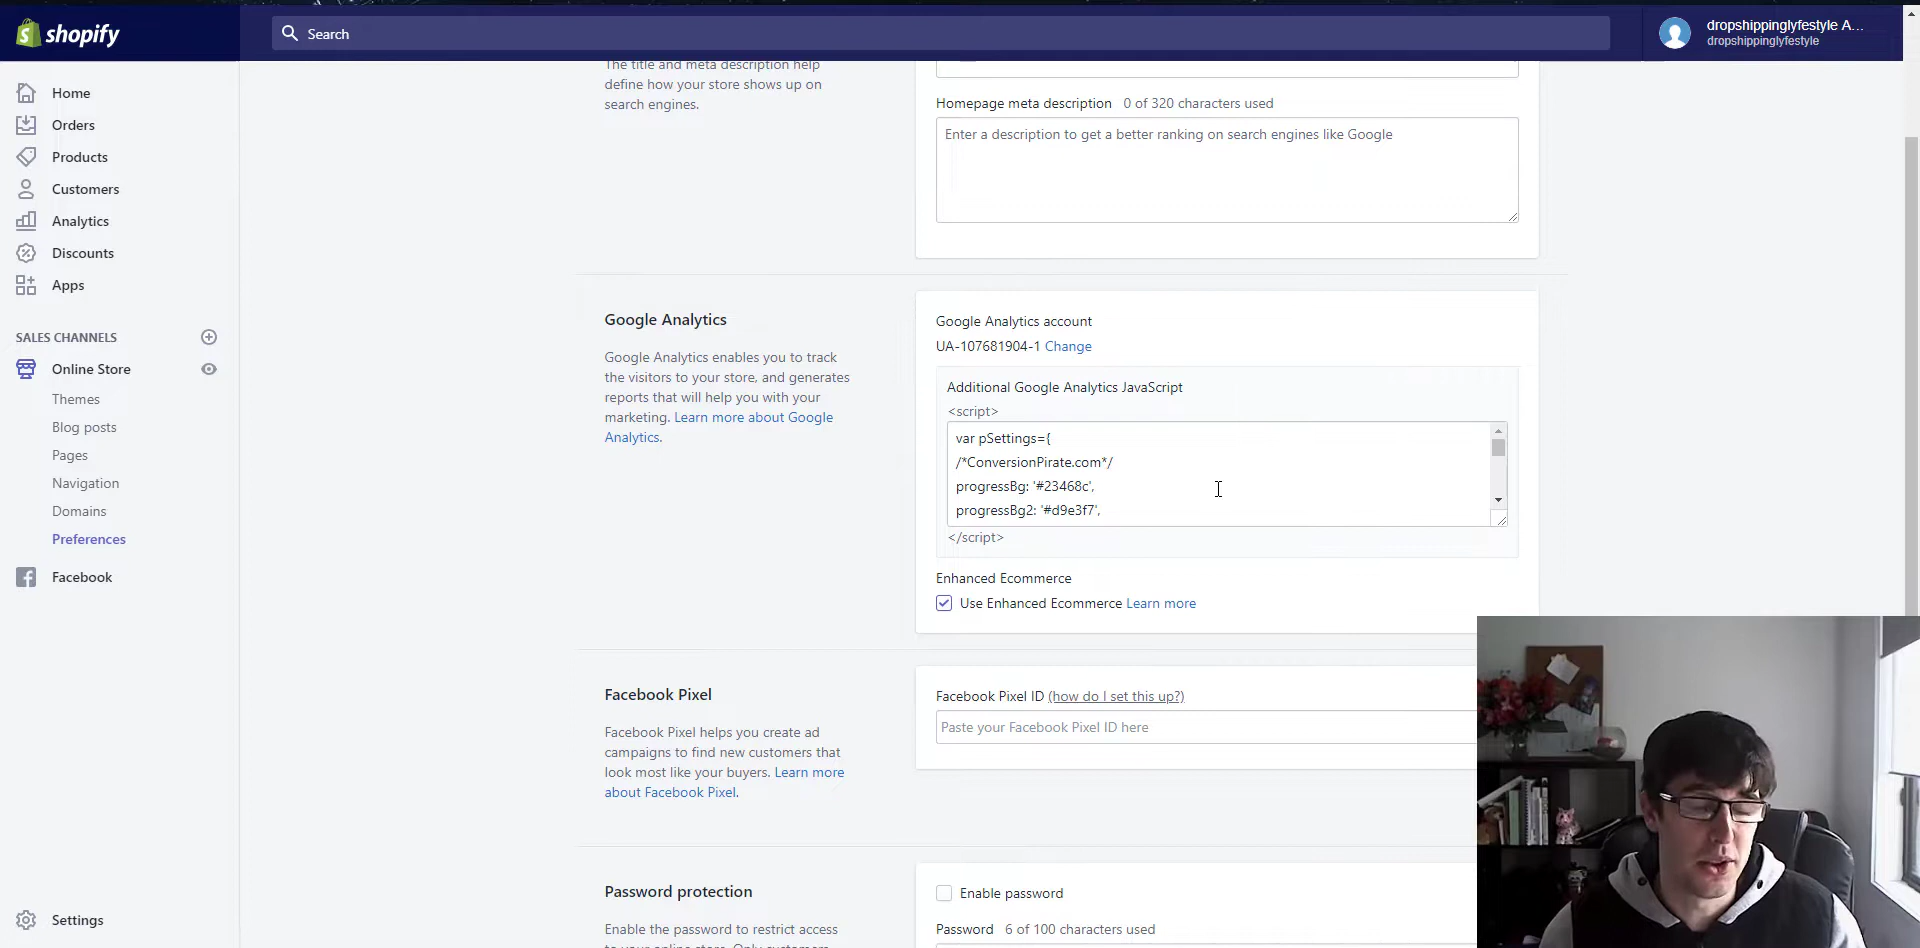 shopify
Search
dropshippinglyfestyle A...
dropshippinglyfestyle
Home
Orders
Products
Customers
Analytics
Discounts
Apps
SALES CHANNELS
Online Store
Themes
Blog posts
Pages
Navigation
Domains
Preferences
Facebook
Settings
The title and meta description help
define how your store shows up on
search engines.
Homepage meta description 0 of 320 characters used
Enter a description to get a better ranking on search engines like Google
Google Analytics
Google Analytics enables you to track
the visitors to your store, and generates
reports that will help you with your
marketing. Learn more about Google
Analytics.
Google Analytics account
UA-107681904-1 Change
Additional Google Analytics JavaScript
<script>
var pSettings={
/*ConversionPirate.com*/
progressBg: '#23468c',
progressBg2: '#d9e3f7',
</script>
Enhanced Ecommerce
Use Enhanced Ecommerce Learn more
Facebook Pixel
Facebook Pixel helps you create ad
campaigns to find new customers that
look most like your buyers. Learn more
about Facebook Pixel.
Facebook Pixel ID (how do I set this up?)
Paste your Facebook Pixel ID here
Password protection
Enable the password to restrict access
to your online store. Only customers
Enable password
Password 6 of 100 characters used